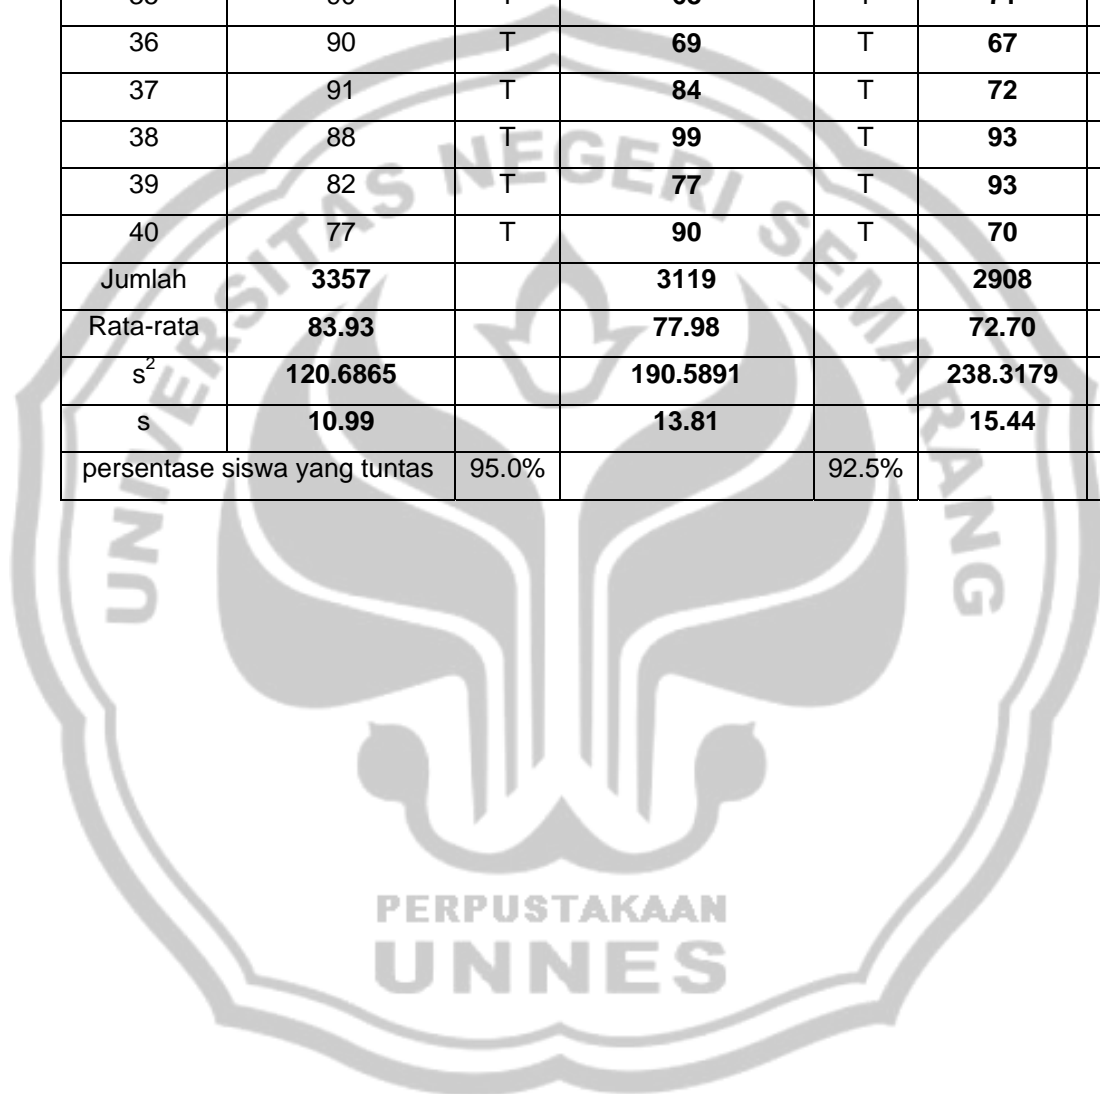 36 90 T 69 T 67
37 91 T 84 T 72
38 88 T 99 T 93
39 82 T 77 T 93
40 77 T 90 T 70
Jumlah 3357 3119 2908
Rata-rata 83.93 77.98 72.70
s² 120.6865 190.5891 238.3179
s 10.99 13.81 15.44
persentase siswa yang tuntas 95.0% 92.5%
UNIVERSITAS NEGERI SEMARANG
PERPUSTAKAAN
UNNES